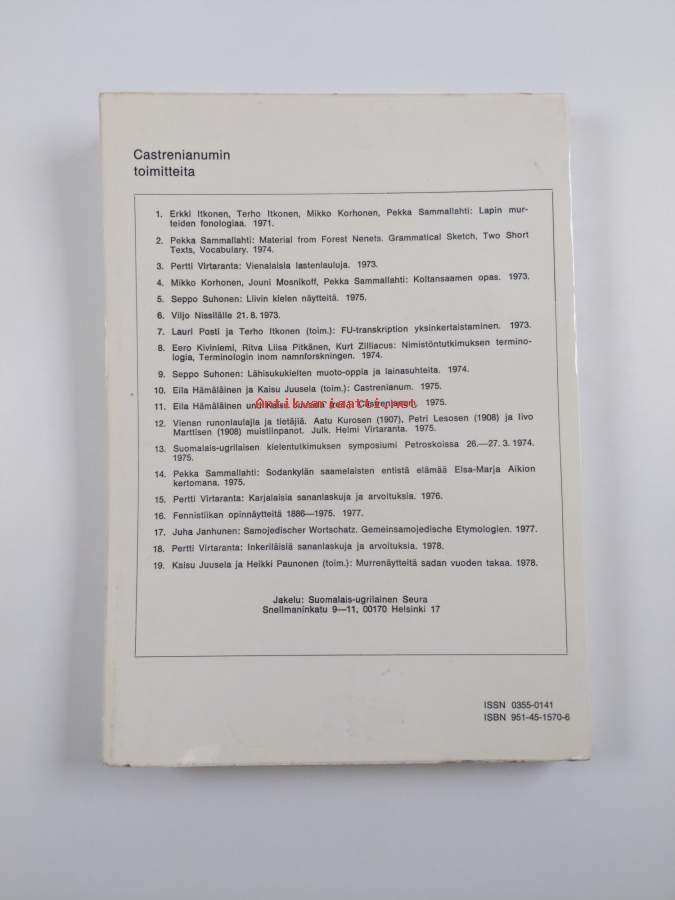 Castrenianumin
toimitteita
1. Erkki Itkonen, Terho Itkonen, Mikko Korhonen, Pekka Sammallahti: Lapin mur-
teiden fonologiaa. 1971.
2. Pekka Sammallahti: Material from Forest Nenets. Grammatical Sketch, Two Short
Texts, Vocabulary. 1974.
3. Pertti Virtaranta: Vienalaisia lastenlauluja. 1973.
4. Mikko Korhonen, Jouni Mosnikoff, Pekka Sammallahti: Koltansaamen opas. 1973.
5. Seppo Suhonen: Liivin kielen näytteitä. 1975.
6. Viljo Nissilälle 21. 8. 1973.
7. Lauri Posti ja Terho Itkonen (toim.): FU-transkription yksinkertaistaminen. 1973.
8. Eero Kiviniemi, Ritva Liisa Pitkänen, Kurt Zilliacus: Nimistöntutkimuksen termino-
logia, Terminologin inom namnforskningen. 1974.
9. Seppo Suhonen: Lähisukukielten muoto-oppia ja lainasuhteita. 1974.
10. Eila Hämäläinen ja Kaisu Juusela (toim.): Castrenianum. 1975.
Antikvariaatti.net
11. Eila Hämäläinen und Kaisu Juusela Castrenianum. 1975.
12. Vienan runonlaulajia ja tietäjiä. Aatu Kurosen (1907), Petri Lesosen (1908) ja Iivo
Marttisen (1908) muistiinpanot. Julk. Helmi Virtaranta. 1975.
13. Suomalais-ugrilaisen kielentutkimuksen symposiumi Petroskoissa 26.—27. 3. 1974.
1975.
14. Pekka Sammallahti: Sodankylän saamelaisten entistä elämää Elsa-Marja Aikion
kertomana. 1975.
15. Pertti Virtaranta: Karjalaisia sananlaskuja ja arvoituksia. 1976.
16. Fennistiikan opinnäytteitä 1886—1975. 1977.
17. Juha Janhunen: Samojedischer Wortschatz. Gemeinsamojedische Etymologien. 1977.
18. Pertti Virtaranta: Inkeriläisiä sananlaskuja ja arvoituksia. 1978.
19. Kaisu Juusela ja Heikki Paunonen (toim.): Murrenäytteitä sadan vuoden takaa. 1978.
Jakelu: Suomalais-ugrilainen Seura
Snellmaninkatu 9—11, 00170 Helsinki 17
ISSN 0355-0141
ISBN 951-45-1570-6